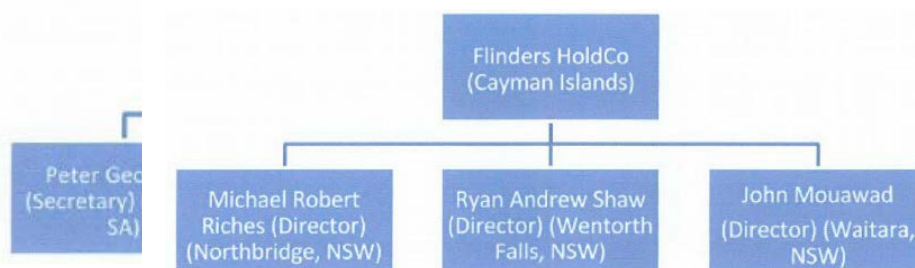 Flinders HoldCo
(Cayman Islands)
Peter
(Secretary)
SA)
Michael Robert
Riches (Director)
(Northbridge, NSW)
Ryan Andrew Shaw
(Director) (Wentorth
Falls, NSW)
John Mouawad
(Director) (Waitara,
NSW)